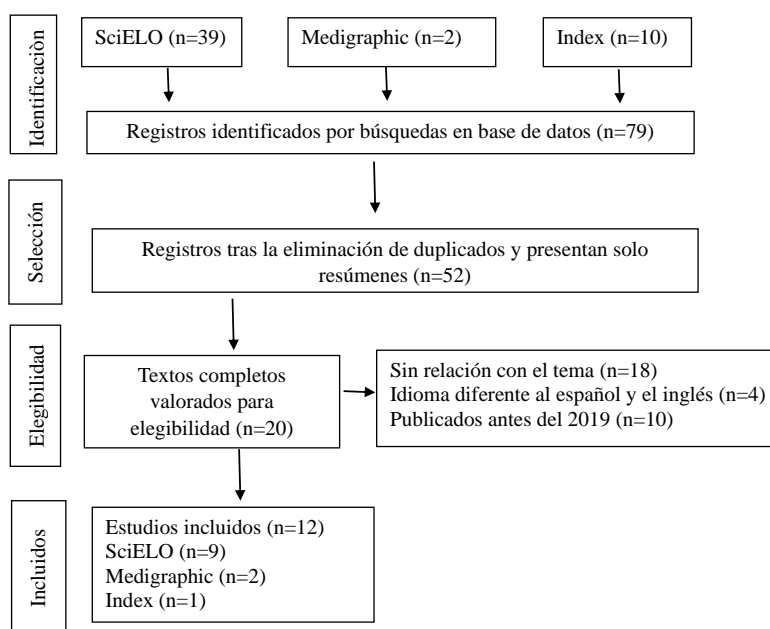 SciELO (n=39)
Medigraphic (n=2)
Index (n=10)
Identificaciòn
Registros identificados por búsquedas en base de datos (n=79)
Selección
Registros tras la eliminación de duplicados y presentan solo
resúmenes (n=52)
Elegibilidad
Textos completos
valorados para
elegibilidad (n=20)
Sin relación con el tema (n=18)
Idioma diferente al español y el inglés (n=4)
Publicados antes del 2019 (n=10)
Incluidos
Estudios incluidos (n=12)
SciELO (n=9)
Medigraphic (n=2)
Index (n=1)